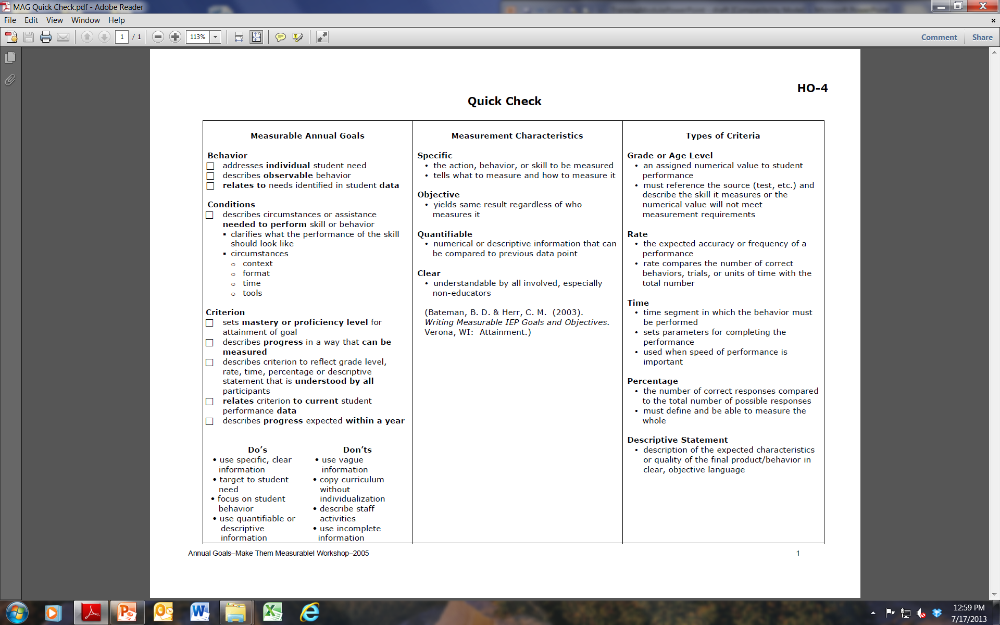 MAG Quick Check.pdf - Adobe Reader
File Edit View Window Help
1 / 1 113% Comment Share
HO-4
Quick Check
Measurable Annual Goals
Behavior
addresses individual student need
describes observable behavior
relates to needs identified in student data
Conditions
describes circumstances or assistance
needed to perform skill or behavior
▪ clarifies what the performance of the skill
should look like
▪ circumstances
o context
o format
o time
o tools
Criterion
sets mastery or proficiency level for
attainment of goal
describes progress in a way that can be
measured
describes criterion to reflect grade level,
rate, time, percentage or descriptive
statement that is understood by all
participants
relates criterion to current student
performance data
describes progress expected within a year
Do's
• use specific, clear
information
• target to student
need
• focus on student
behavior
• use quantifiable or
descriptive
information
Don'ts
• use vague
information
• copy curriculum
without
individualization
• describe staff
activities
• use incomplete
information
Measurement Characteristics
Specific
• the action, behavior, or skill to be measured
• tells what to measure and how to measure it
Objective
• yields same result regardless of who
measures it
Quantifiable
• numerical or descriptive information that can
be compared to previous data point
Clear
• understandable by all involved, especially
non-educators
(Bateman, B. D. & Herr, C. M. (2003).
Writing Measurable IEP Goals and Objectives.
Verona, WI: Attainment.)
Types of Criteria
Grade or Age Level
• an assigned numerical value to student
performance
• must reference the source (test, etc.) and
describe the skill it measures or the
numerical value will not meet
measurement requirements
Rate
• the expected accuracy or frequency of a
performance
• rate compares the number of correct
behaviors, trials, or units of time with the
total number
Time
• time segment in which the behavior must
be performed
• sets parameters for completing the
performance
• used when speed of performance is
important
Percentage
• the number of correct responses compared
to the total number of possible responses
• must define and be able to measure the
whole
Descriptive Statement
• description of the expected characteristics
or quality of the final product/behavior in
clear, objective language
Annual Goals–Make Them Measurable! Workshop–2005 1
12:59 PM
7/17/2013